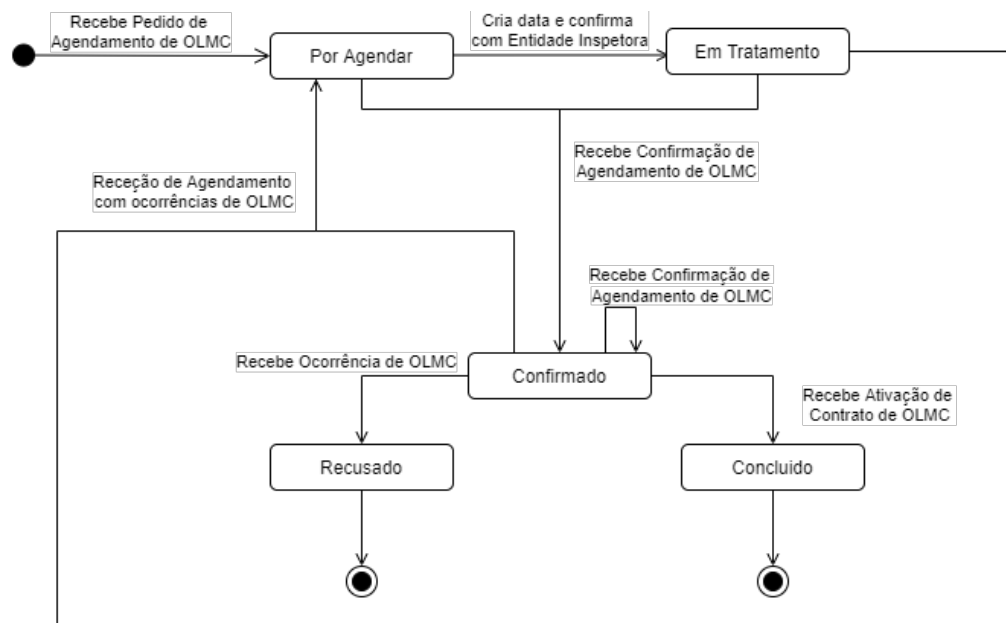 Recebe Pedido de
Agendamento de OLMC
Cria data e confirma
com Entidade Inspetora
Por Agendar
Em Tratamento
Recebe Confirmação de
Agendamento de OLMC
Receção de Agendamento
com ocorrências de OLMC
Recebe Confirmação de
Agendamento de OLMC
Recebe Ocorrência de OLMC
Confirmado
Recebe Ativação de
Contrato de OLMC
Recusado
Concluido